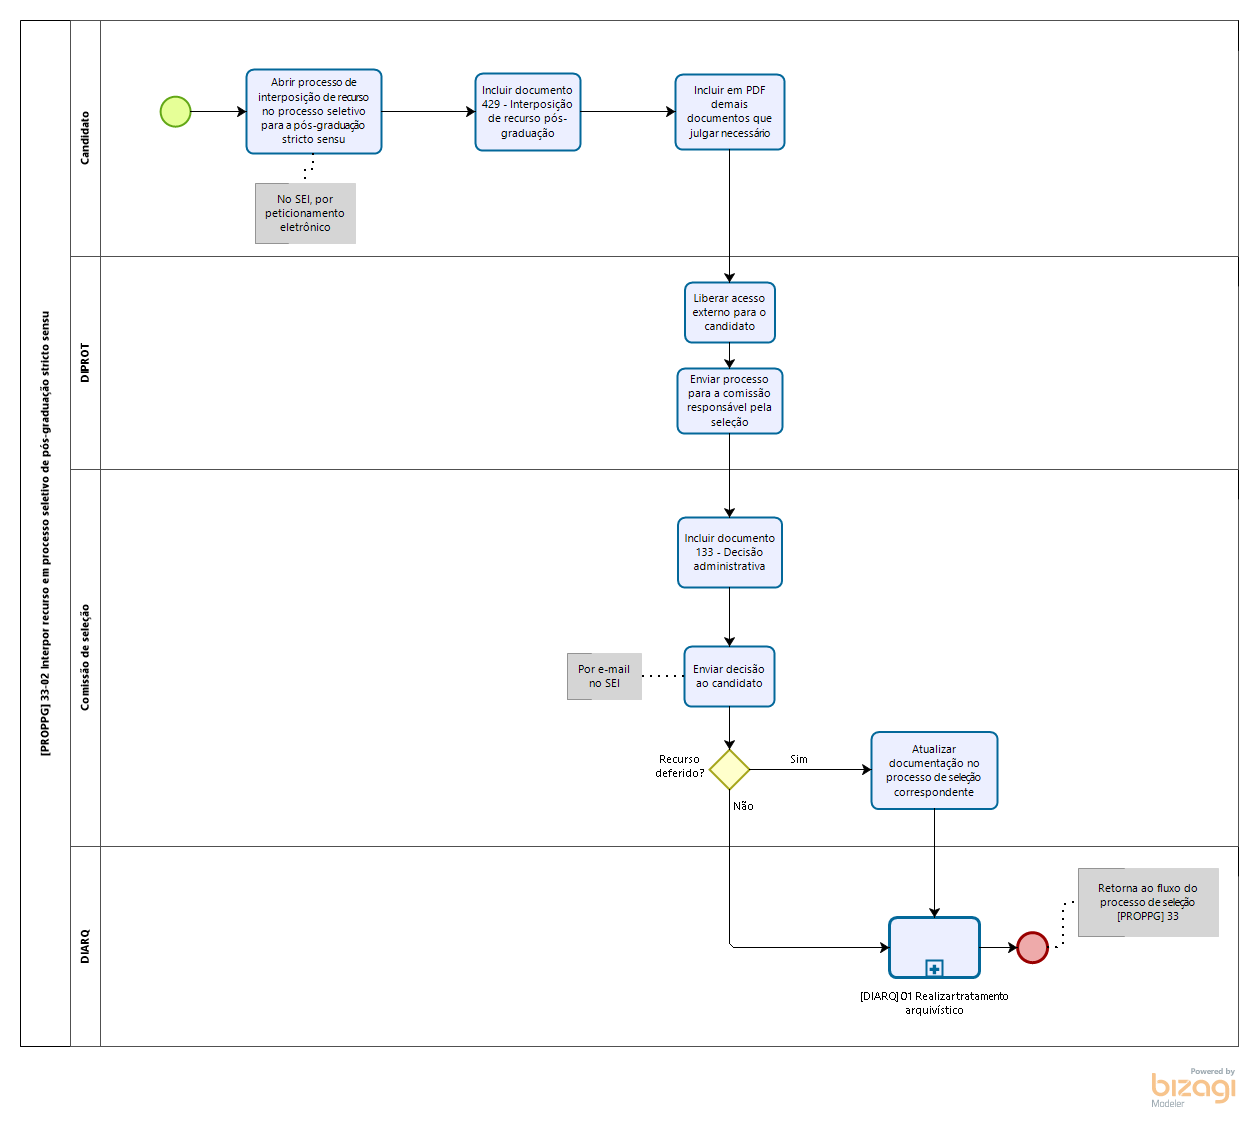 [PROPPG] 33-02 Interpor recurso em processo seletivo de pós-graduação stricto sensu
Candidato
Abrir processo de
interposição de recurso
no processo seletivo
para a pós-graduação
stricto sensu
Incluir documento
429 - Interposição
de recurso pós-
graduação
Incluir em PDF
demais
documentos que
julgar necessário
No SEI, por
peticionamento
eletrônico
DIPROT
Liberar acesso
externo para o
candidato
Enviar processo
para a comissão
responsável pela
seleção
Comissão de seleção
Incluir documento
133 - Decisão
administrativa
Por e-mail
no SEI
Enviar decisão
ao candidato
Recurso
deferido?
Sim
Não
Atualizar
documentação no
processo de seleção
correspondente
DIARQ
Retorna ao fluxo do
processo de seleção
[PROPPG] 33
[DIARQ] 01 Realizar tratamento
arquivístico
Powered by
bizagi
Modeler